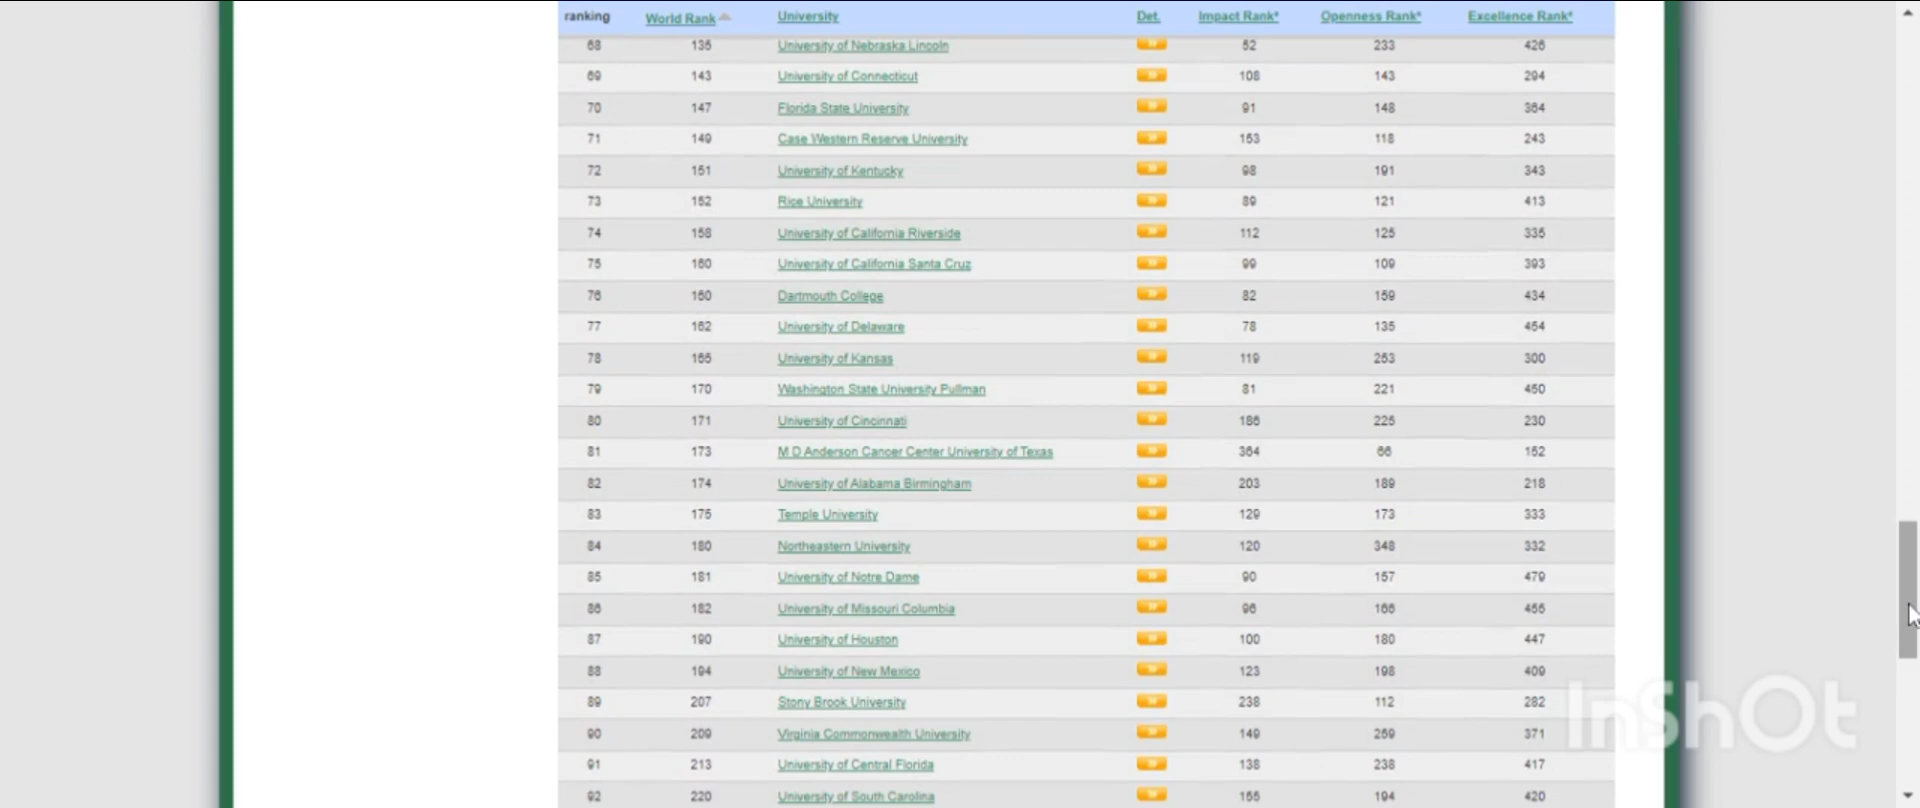 ranking World Rank University Det. Impact Rank* Openness Rank* Excellence Rank*
68 135 University of Nebraska Lincoln 52 233 426
69 143 University of Connecticut 108 143 294
70 147 Florida State University 91 148 364
71 149 Case Western Reserve University 153 118 243
72 151 University of Kentucky 98 191 343
73 152 Rice University 89 121 413
74 158 University of California Riverside 112 125 335
75 160 University of California Santa Cruz 99 109 393
76 160 Dartmouth College 82 159 434
77 162 University of Delaware 78 135 454
78 165 University of Kansas 119 253 300
79 170 Washington State University Pullman 81 221 450
80 171 University of Cincinnati 186 225 230
81 173 M D Anderson Cancer Center University of Texas 364 66 152
82 174 University of Alabama Birmingham 203 189 218
83 175 Temple University 129 173 333
84 180 Northeastern University 120 348 332
85 181 University of Notre Dame 90 157 479
86 182 University of Missouri Columbia 96 166 455
87 190 University of Houston 100 180 447
88 194 University of New Mexico 123 198 409
89 207 Stony Brook University 238 112 282
90 209 Virginia Commonwealth University 149 259 371
91 213 University of Central Florida 138 238 417
92 220 University of South Carolina 155 194 420
InShOt